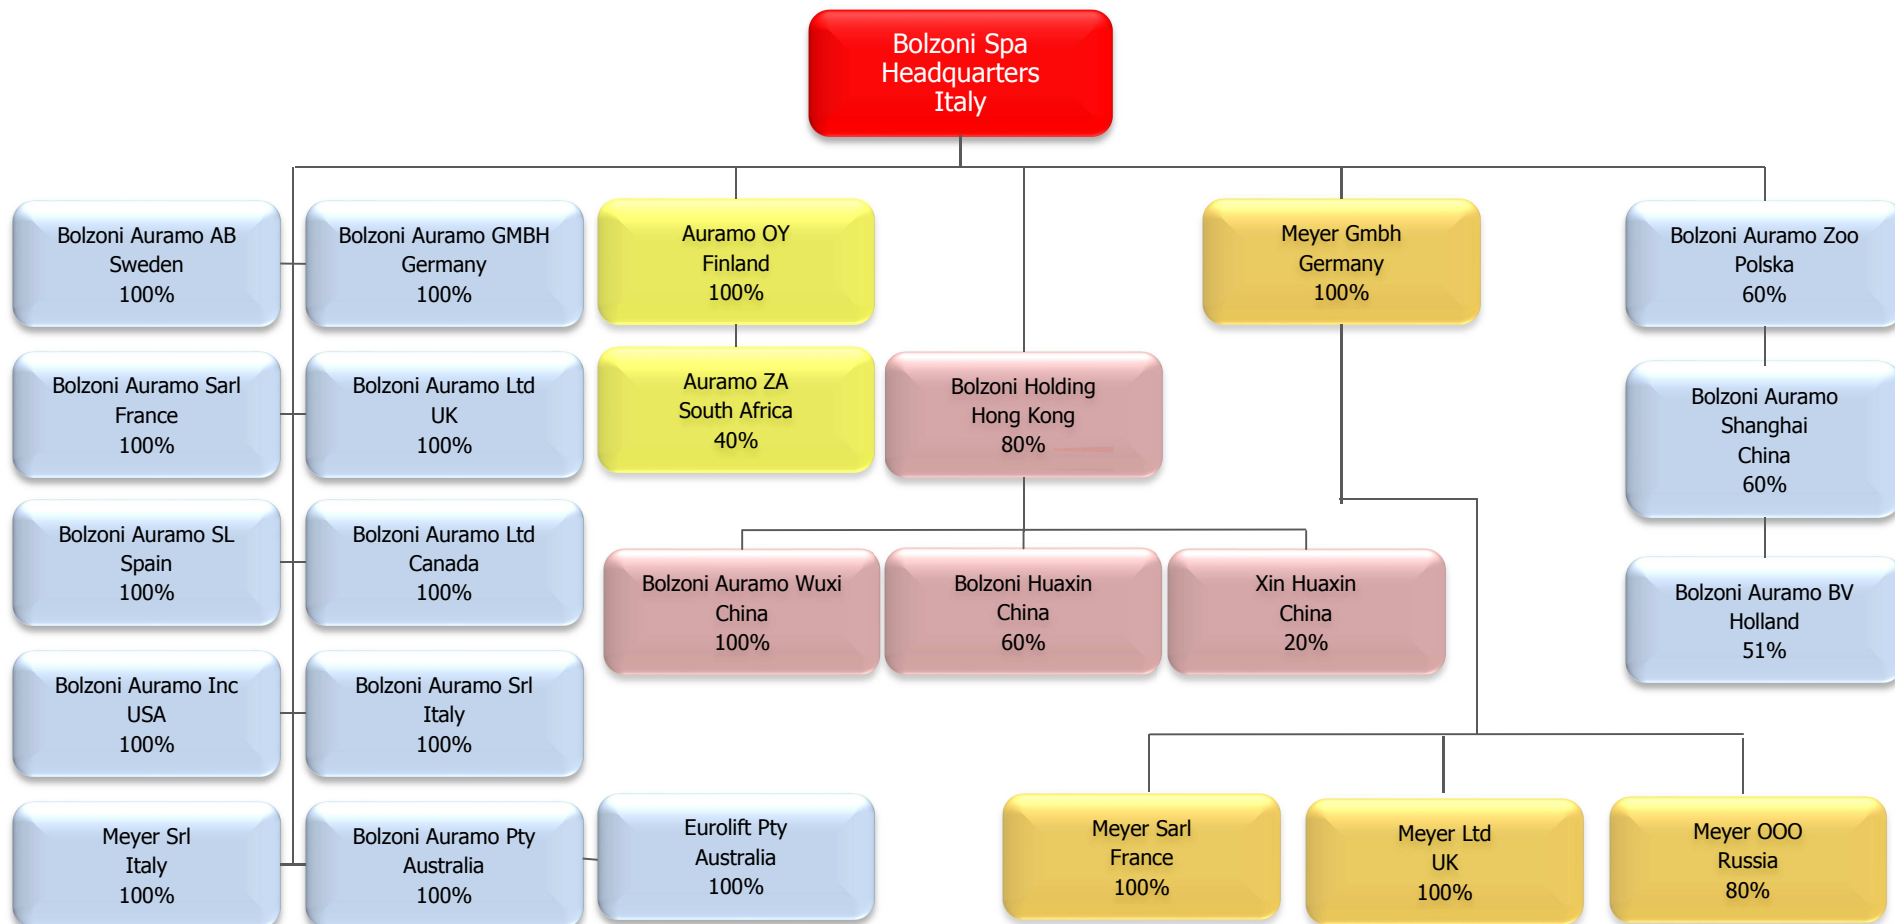 Bolzoni Spa
Headquarters
Italy
Bolzoni Auramo AB
Sweden
100%
Bolzoni Auramo GMBH
Germany
100%
Auramo OY
Finland
100%
Meyer Gmbh
Germany
100%
Bolzoni Auramo Zoo
Polska
60%
Bolzoni Auramo Sarl
France
100%
Bolzoni Auramo Ltd
UK
100%
Auramo ZA
South Africa
40%
Bolzoni Holding
Hong Kong
80%
Bolzoni Auramo
Shanghai
China
60%
Bolzoni Auramo SL
Spain
100%
Bolzoni Auramo Ltd
Canada
100%
Bolzoni Auramo Wuxi
China
100%
Bolzoni Huaxin
China
60%
Xin Huaxin
China
20%
Bolzoni Auramo BV
Holland
51%
Bolzoni Auramo Inc
USA
100%
Bolzoni Auramo Srl
Italy
100%
Meyer Srl
Italy
100%
Bolzoni Auramo Pty
Australia
100%
Eurolift Pty
Australia
100%
Meyer Sarl
France
100%
Meyer Ltd
UK
100%
Meyer OOO
Russia
80%